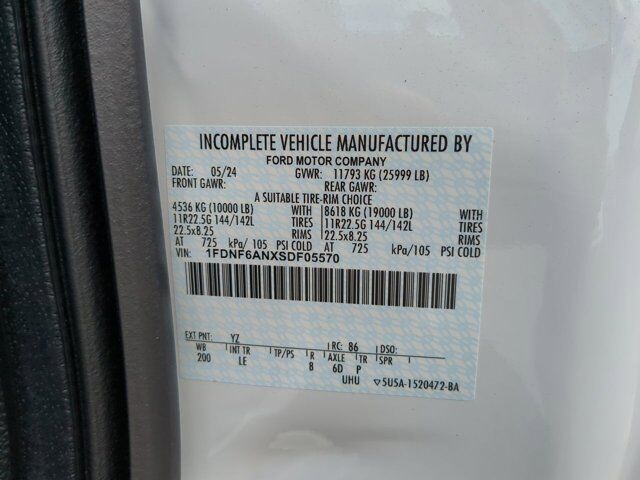 INCOMPLETE VEHICLE MANUFACTURED BY
FORD MOTOR COMPANY
DATE: 05/24 GVWR: 11793 KG (25999 LB)
FRONT GAWR: REAR GAWR:
A SUITABLE TIRE-RIM CHOICE
4536 KG (10000 LB) WITH 8618 KG (19000 LB) WITH
11R22.5G 144/142L TIRES 11R22.5G 144/142L TIRES
22.5x8.25 RIMS 22.5x8.25 RIMS
AT 725 kPa/ 105 PSI COLD AT 725 kPa/105 PSI COLD
VIN: 1FDNF6ANXSDF05570
EXT PNT: YZ RC: 86 DSO:
WB INT TR TP/PS R AXLE TR SPR
200 LE B 6D P
UHU 5U5A-1520472-BA